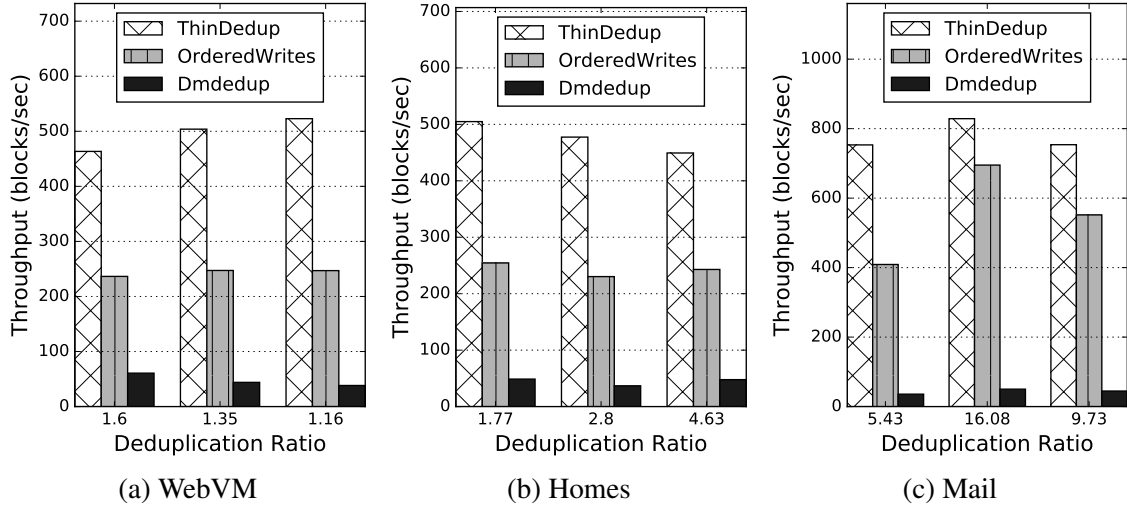 Throughput (blocks/sec)
700
600
500
400
300
200
100
0
ThinDedup
OrderedWrites
Dmdedup
1.6 1.35 1.16
Deduplication Ratio
(a) WebVM
Throughput (blocks/sec)
700
600
500
400
300
200
100
0
ThinDedup
OrderedWrites
Dmdedup
1.77 2.8 4.63
Deduplication Ratio
(b) Homes
Throughput (blocks/sec)
1000
800
600
400
200
0
ThinDedup
OrderedWrites
Dmdedup
5.43 16.08 9.73
Deduplication Ratio
(c) Mail